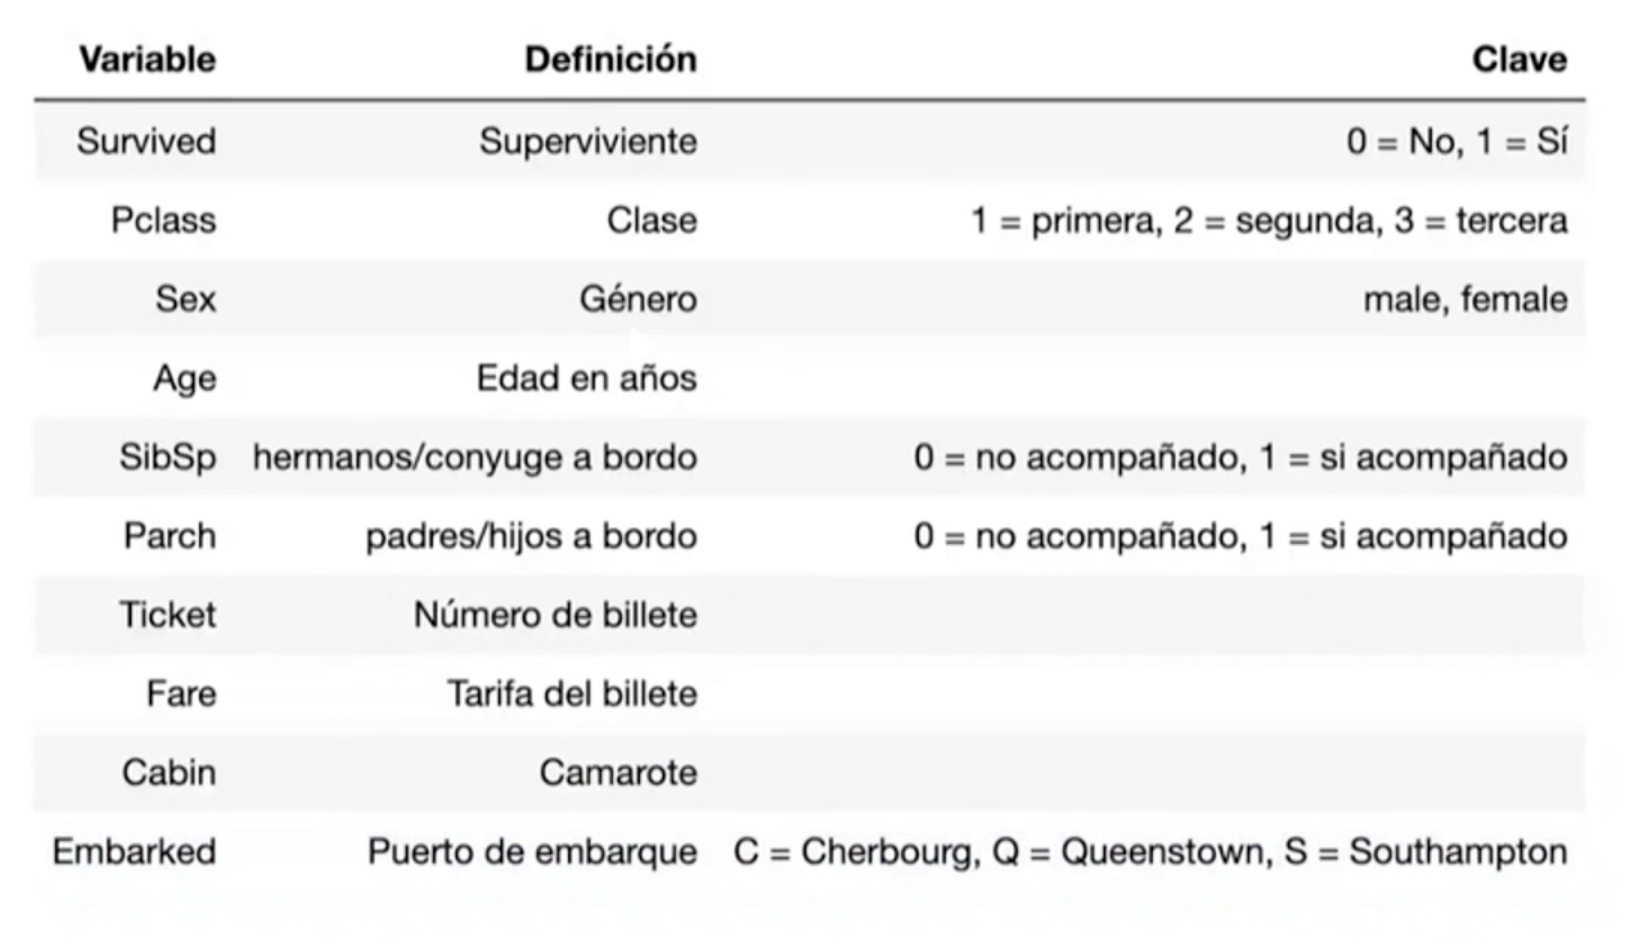 Variable Definición Clave
Survived Superviviente 0 = No, 1 = Sí
Pclass Clase 1 = primera, 2 = segunda, 3 = tercera
Sex Género male, female
Age Edad en años
SibSp hermanos/conyuge a bordo 0 = no acompañado, 1 = si acompañado
Parch padres/hijos a bordo 0 = no acompañado, 1 = si acompañado
Ticket Número de billete
Fare Tarifa del billete
Cabin Camarote
Embarked Puerto de embarque C = Cherbourg, Q = Queenstown, S = Southampton